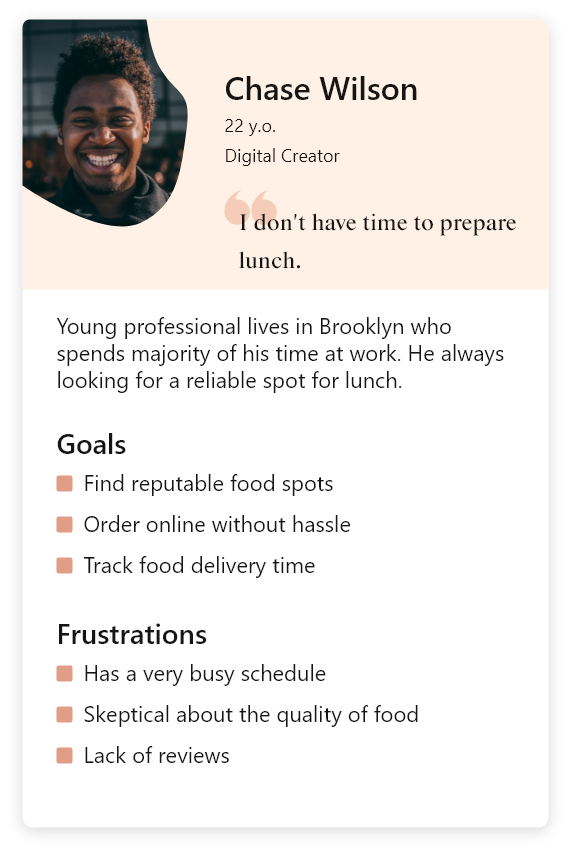 Chase Wilson
22 y.o.
Digital Creator
“I don't have time to prepare
lunch.
Young professional lives in Brooklyn who
spends majority of his time at work. He always
looking for a reliable spot for lunch.
Goals
Find reputable food spots
Order online without hassle
Track food delivery time
Frustrations
Has a very busy schedule
Skeptical about the quality of food
Lack of reviews